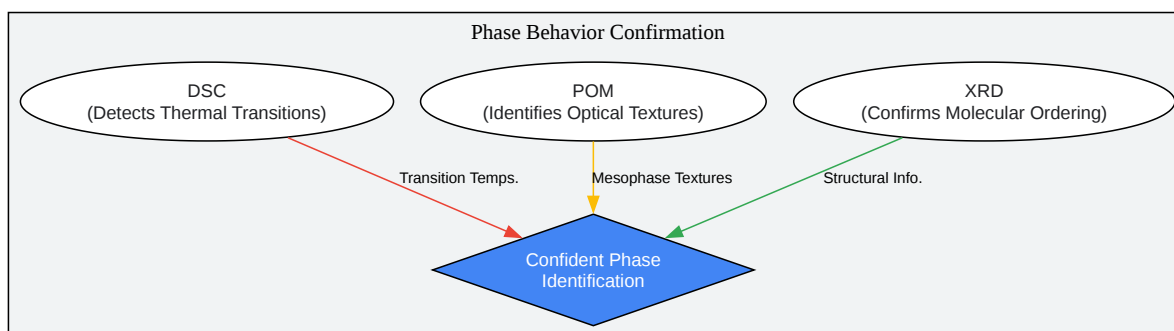 Phase Behavior Confirmation
DSC
(Detects Thermal Transitions)
POM
(Identifies Optical Textures)
XRD
(Confirms Molecular Ordering)
Transition Temps.
Mesophase Textures
Structural Info.
Confident Phase
Identification